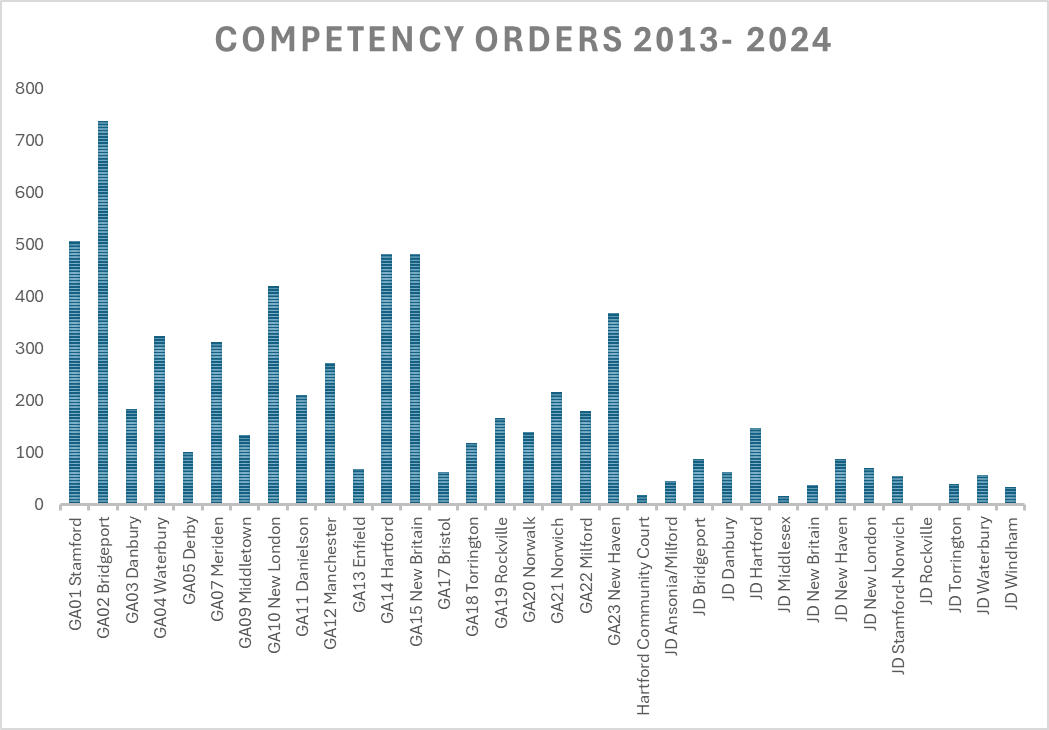 COMPETENCY ORDERS 2013- 2024
800
700
600
500
400
300
200
100
0
GA01 Stamford
GA02 Bridgeport
GA03 Danbury
GA04 Waterbury
GA05 Derby
GA07 Meriden
GA09 Middletown
GA10 New London
GA11 Danielson
GA12 Manchester
GA13 Enfield
GA14 Hartford
GA15 New Britain
GA17 Bristol
GA18 Torrington
GA19 Rockville
GA20 Norwalk
GA21 Norwich
GA22 Milford
GA23 New Haven
Hartford Community Court
JD Ansonia/Milford
JD Bridgeport
JD Danbury
JD Hartford
JD Middlesex
JD New Britain
JD New Haven
JD New London
JD Stamford-Norwich
JD Rockville
JD Torrington
JD Waterbury
JD Windham